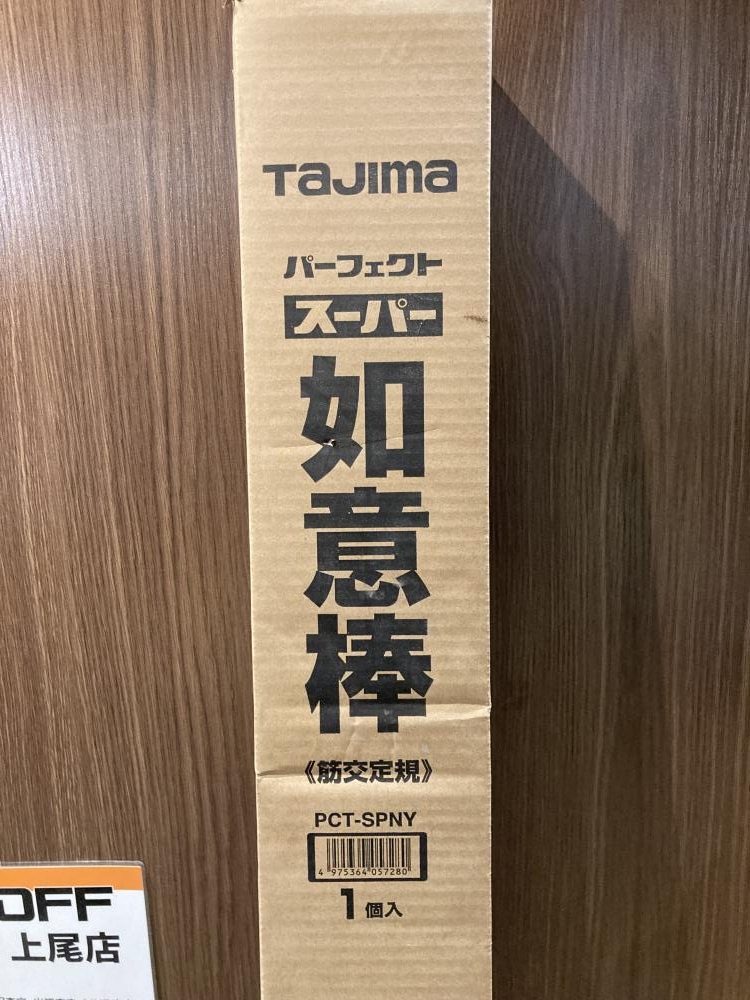 TaJima
パーフェクト
スーパー
如意棒
《筋交定規》
PCT-SPNY
4 975364 057280
1個入
OFF
上尾店